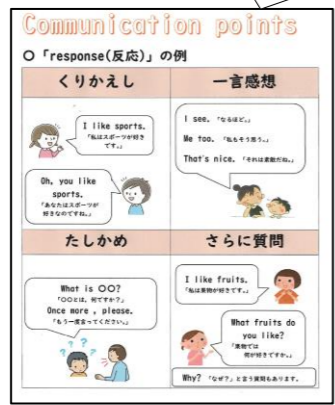 Communication points
○「response(反応)」の例
くりかえし
I like sports.
「私はスポーツが好き
です。」
Oh, you like
sports.
「あなたはスポーツが
好きなのですね。」
一言感想
I see. 「なるほど。」
Me too. 「私もそう思う。」
That's nice. 「それは素敵だね。」
たしかめ
What is ○○?
「○○とは、何ですか?」
Once more , please.
「もう一度言ってください。」
さらに質問
I like fruits.
「私は果物が好きです。」
What fruits do
you like?
「果物では
何が好きですか。」
Why? 「なぜ?」と言う質問もあります。